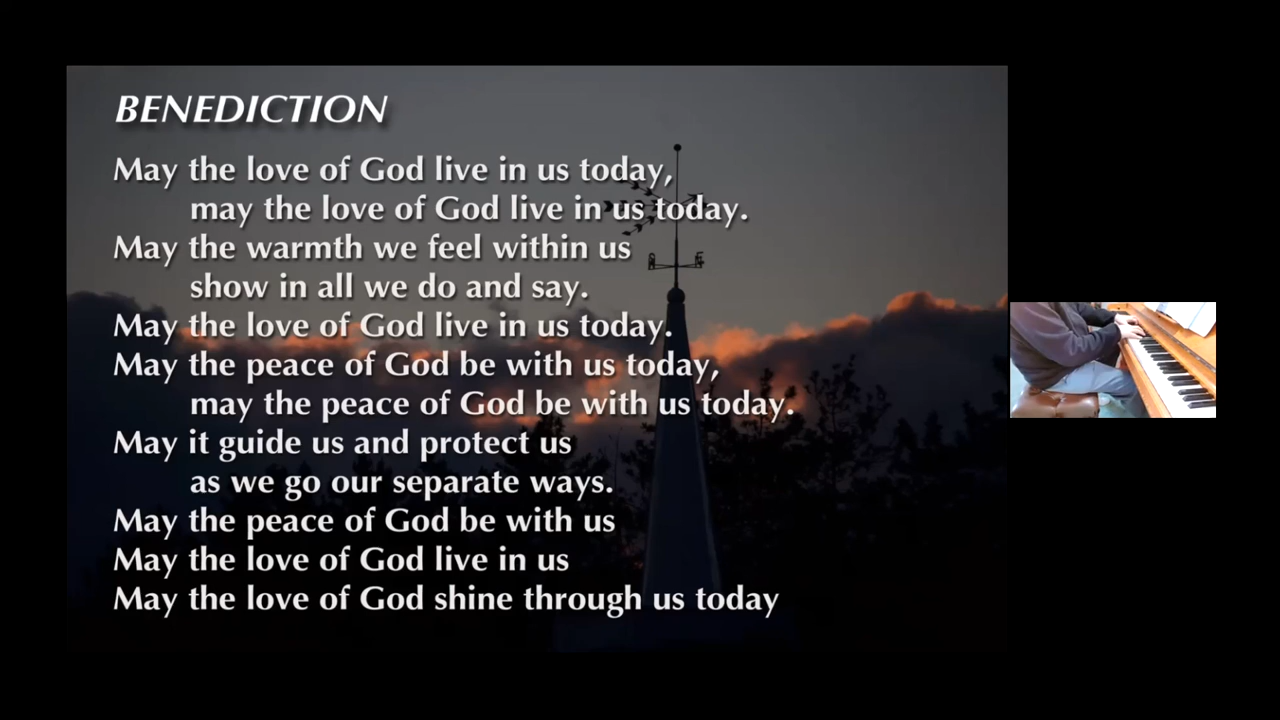 BENEDICTION
May the love of God live in us today,
may the love of God live in us today.
May the warmth we feel within us
show in all we do and say.
May the love of God live in us today.
May the peace of God be with us today,
may the peace of God be with us today.
May it guide us and protect us
as we go our separate ways.
May the peace of God be with us
May the love of God live in us
May the love of God shine through us today